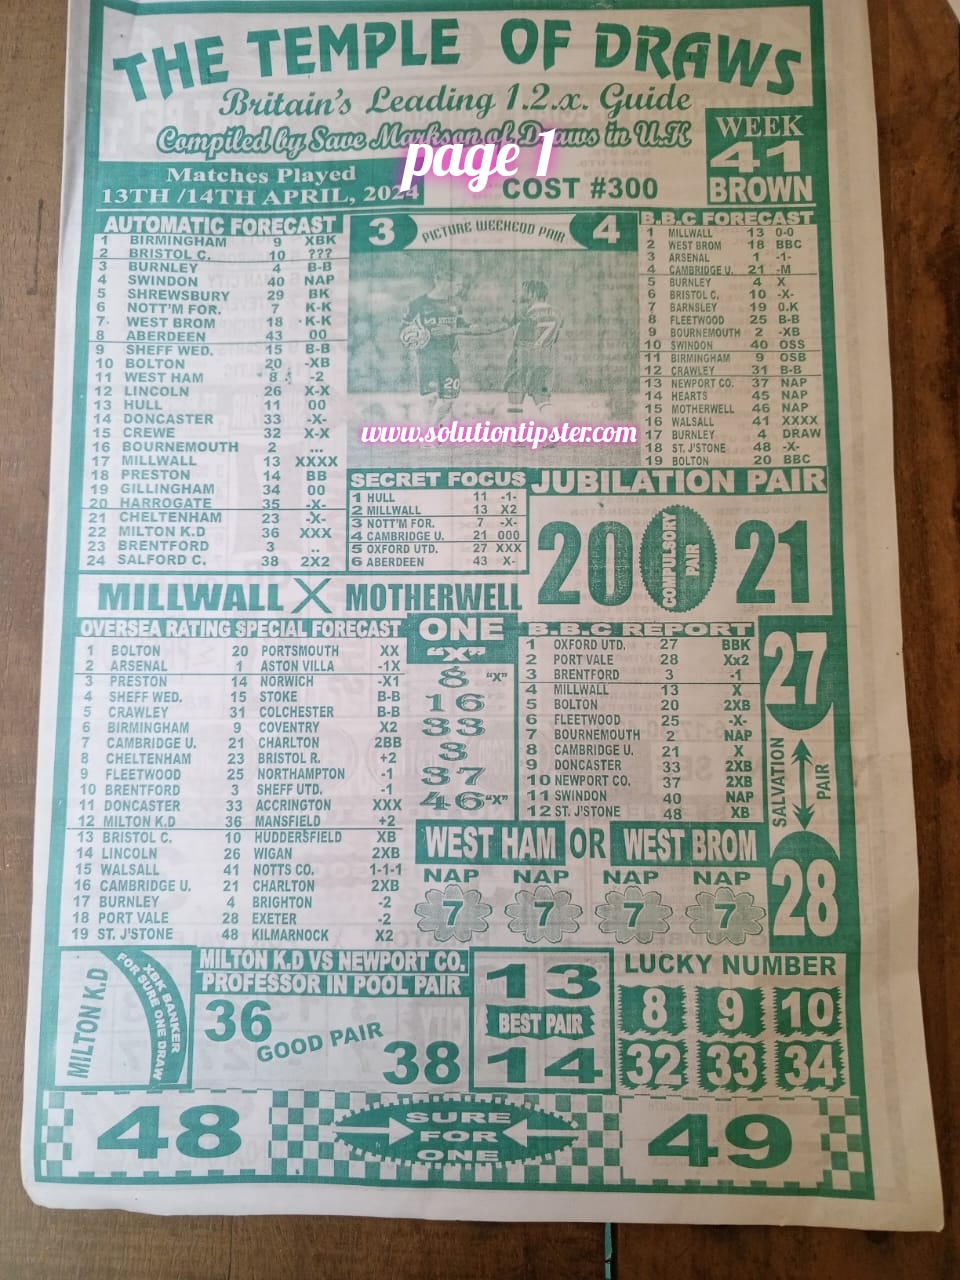 THE TEMPLE OF DRAWS
Britain's Leading 1.2.x. Guide
Compiled by Save Markson of Draws in U.K
page 1
WEEK
41
BROWN
Matches Played
13TH /14TH APRIL, 2024
COST #300
AUTOMATIC FORECAST
1 BIRMINGHAM 9 XBK
2 BRISTOL C. 10 ???
3 BURNLEY 4 B-B
4 SWINDON 40 NAP
5 SHREWSBURY 29 BK
6 NOTT'M FOR. 7 K-K
7 WEST BROM 18 K-K
8 ABERDEEN 43 00
9 SHEFF WED. 15 B-B
10 BOLTON 20 -XB
11 WEST HAM 8 -2
12 LINCOLN 26 X-X
13 HULL 11 00
14 DONCASTER 33 -X-
15 CREWE 32 X-X
16 BOURNEMOUTH 2 ...
17 MILLWALL 13 XXXX
18 PRESTON 14 BB
19 GILLINGHAM 34 00
20 HARROGATE 35 -X-
21 CHELTENHAM 23 -X-
22 MILTON K.D 36 XXX
23 BRENTFORD 3 ..
24 SALFORD C. 38 2X2
3 PICTURE WEEKEND PAIR 4
20
7
www.solutiontipster.com
B.B.C FORECAST
1 MILLWALL 13 0-0
2 WEST BROM 18 BBC
3 ARSENAL 1 -1-
4 CAMBRIDGE U. 21 -M
5 BURNLEY 4 X
6 BRISTOL C. 10 -X-
7 BARNSLEY 19 0.K
8 FLEETWOOD 25 B-B
9 BOURNEMOUTH 2 -XB
10 SWINDON 40 OSS
11 BIRMINGHAM 9 OSB
12 CRAWLEY 31 B-B
13 NEWPORT CO. 37 NAP
14 HEARTS 45 NAP
15 MOTHERWELL 46 NAP
16 WALSALL 41 XXXX
17 BURNLEY 4 DRAW
18 ST. J'STONE 48 -X-
19 BOLTON 20 BBC
SECRET FOCUS
1 HULL 11 -1-
2 MILLWALL 13 X2
3 NOTT'M FOR. 7 -X-
4 CAMBRIDGE U. 21 000
5 OXFORD UTD. 27 XXX
6 ABERDEEN 43 X-
JUBILATION PAIR
20 COMPULSORY PAIR 21
MILLWALL X MOTHERWELL
OVERSEA RATING SPECIAL FORECAST
1 BOLTON 20 PORTSMOUTH XX
2 ARSENAL 1 ASTON VILLA -1X
3 PRESTON 14 NORWICH -X1
4 SHEFF WED. 15 STOKE B-B
5 CRAWLEY 31 COLCHESTER B-B
6 BIRMINGHAM 9 COVENTRY X2
7 CAMBRIDGE U. 21 CHARLTON 2BB
8 CHELTENHAM 23 BRISTOL R. +2
9 FLEETWOOD 25 NORTHAMPTON -1
10 BRENTFORD 3 SHEFF UTD. -1
11 DONCASTER 33 ACCRINGTON XXX
12 MILTON K.D 36 MANSFIELD +2
13 BRISTOL C. 10 HUDDERSFIELD XB
14 LINCOLN 26 WIGAN 2XB
15 WALSALL 41 NOTTS CO. 1-1-1
16 CAMBRIDGE U. 21 CHARLTON 2XB
17 BURNLEY 4 BRIGHTON -2
18 PORT VALE 28 EXETER -2
19 ST. J'STONE 48 KILMARNOCK X2
ONE
"X"
8 "X"
16
33
3
37
46 "X"
B.B.C REPORT
1 OXFORD UTD. 27 BBK
2 PORT VALE 28 Xx2
3 BRENTFORD 3 -1
4 MILLWALL 13 X
5 BOLTON 20 2XB
6 FLEETWOOD 25 -X-
7 BOURNEMOUTH 2 NAP
8 CAMBRIDGE U. 21 X
9 DONCASTER 33 2XB
10 NEWPORT CO. 37 2XB
11 SWINDON 40 NAP
12 ST. J'STONE 48 XB
27
SALVATION PAIR
28
WEST HAM OR WEST BROM
NAP NAP NAP NAP
7 7 7 7
MILTON K.D
XBK BANKER
FOR SURE ONE DRAW
MILTON K.D VS NEWPORT CO.
PROFESSOR IN POOL PAIR
36 GOOD PAIR 38
13
BEST PAIR
14
LUCKY NUMBER
8 9 10
32 33 34
48
SURE
FOR
ONE
49